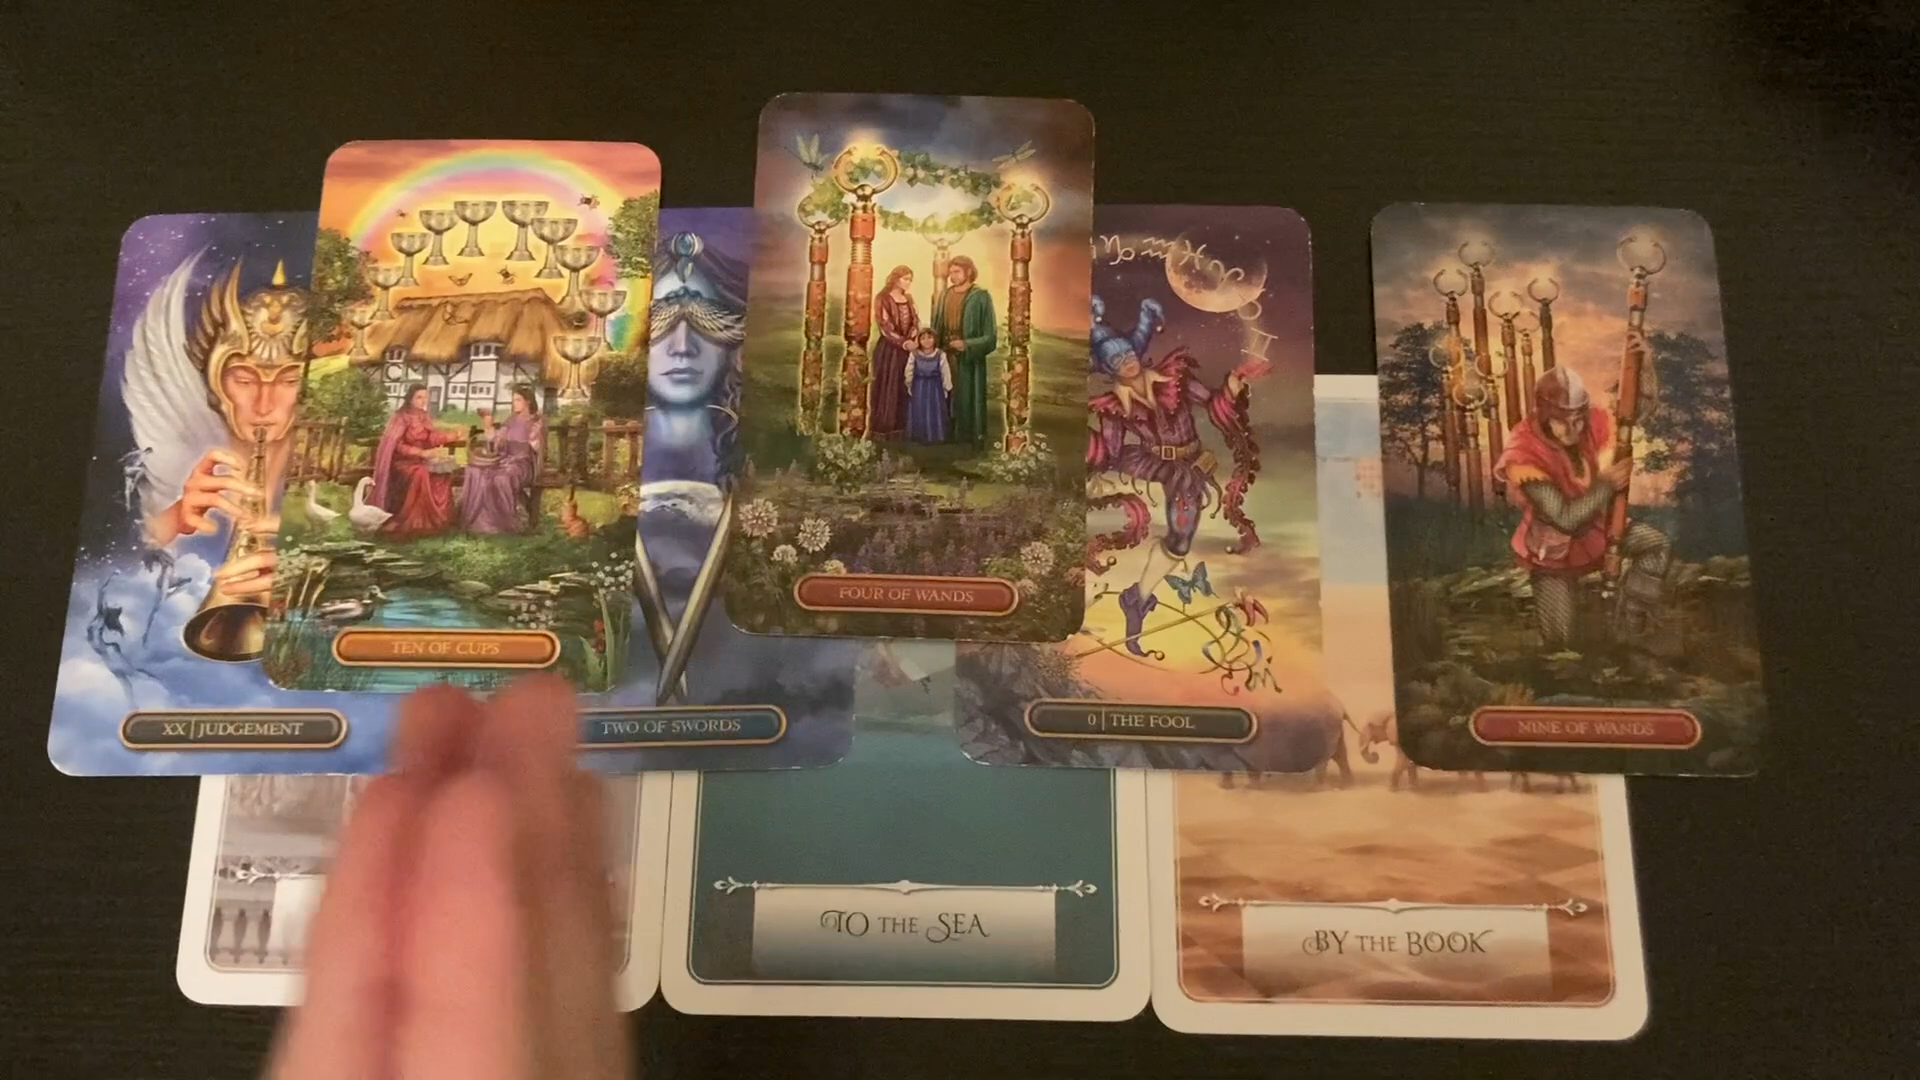 FOUR OF WANDS
TEN OF CUPS
XX | JUDGEMENT
TWO OF SWORDS
0 | THE FOOL
NINE OF WANDS
TO THE SEA
BY THE BOOK